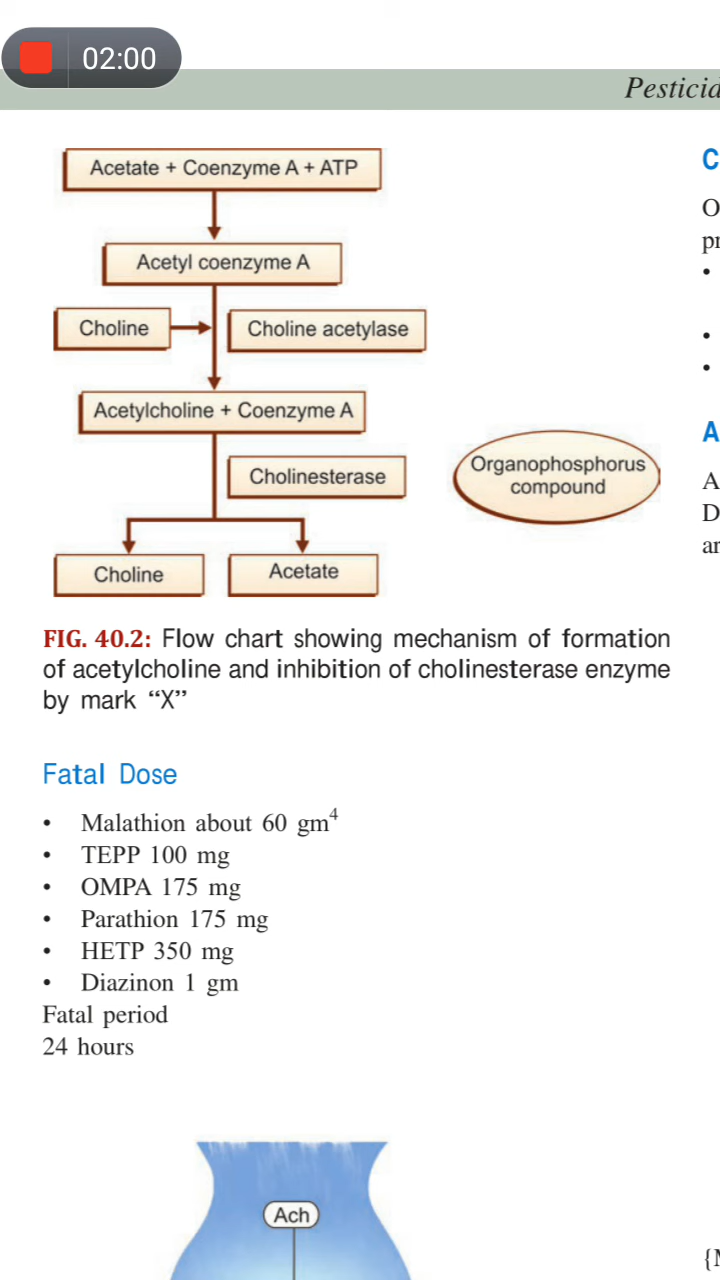 02:00
Acetate + Coenzyme A + ATP
Acetyl coenzyme A
Choline
Choline acetylase
Acetylcholine + Coenzyme A
Cholinesterase
Organophosphorus
compound
Choline
Acetate
FIG. 40.2: Flow chart showing mechanism of formation
of acetylcholine and inhibition of cholinesterase enzyme
by mark “X”
Fatal Dose
• Malathion about 60 gm⁴
• TEPP 100 mg
• OMPA 175 mg
• Parathion 175 mg
• HETP 350 mg
• Diazinon 1 gm
Fatal period
24 hours
Ach